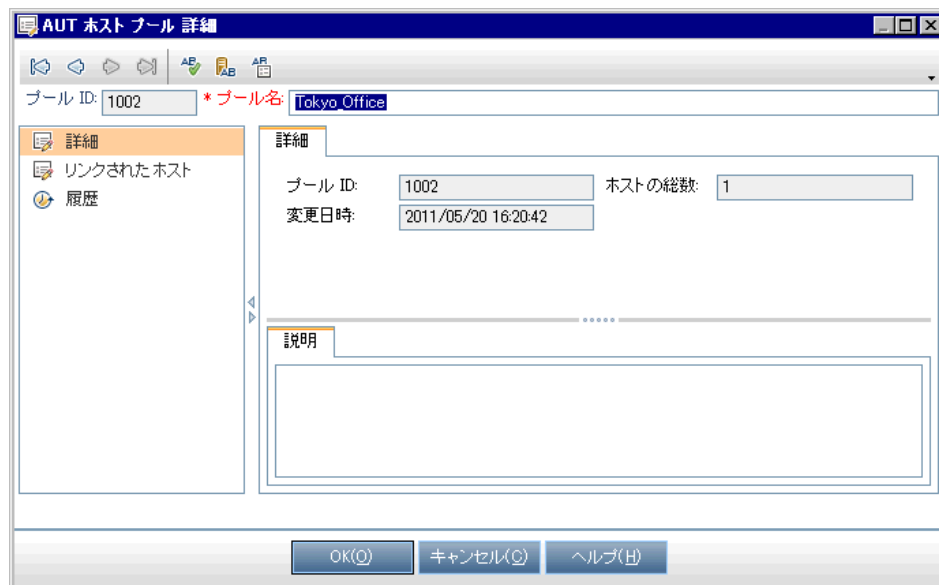 AUT ホスト プール 詳細
プール ID: 1002 * プール名: Tokyo_Office
詳細
リンクされたホスト
履歴
詳細
プール ID: 1002 ホストの総数: 1
変更日時: 2011/05/20 16:20:42
説明
OK(O) キャンセル(C) ヘルプ(H)